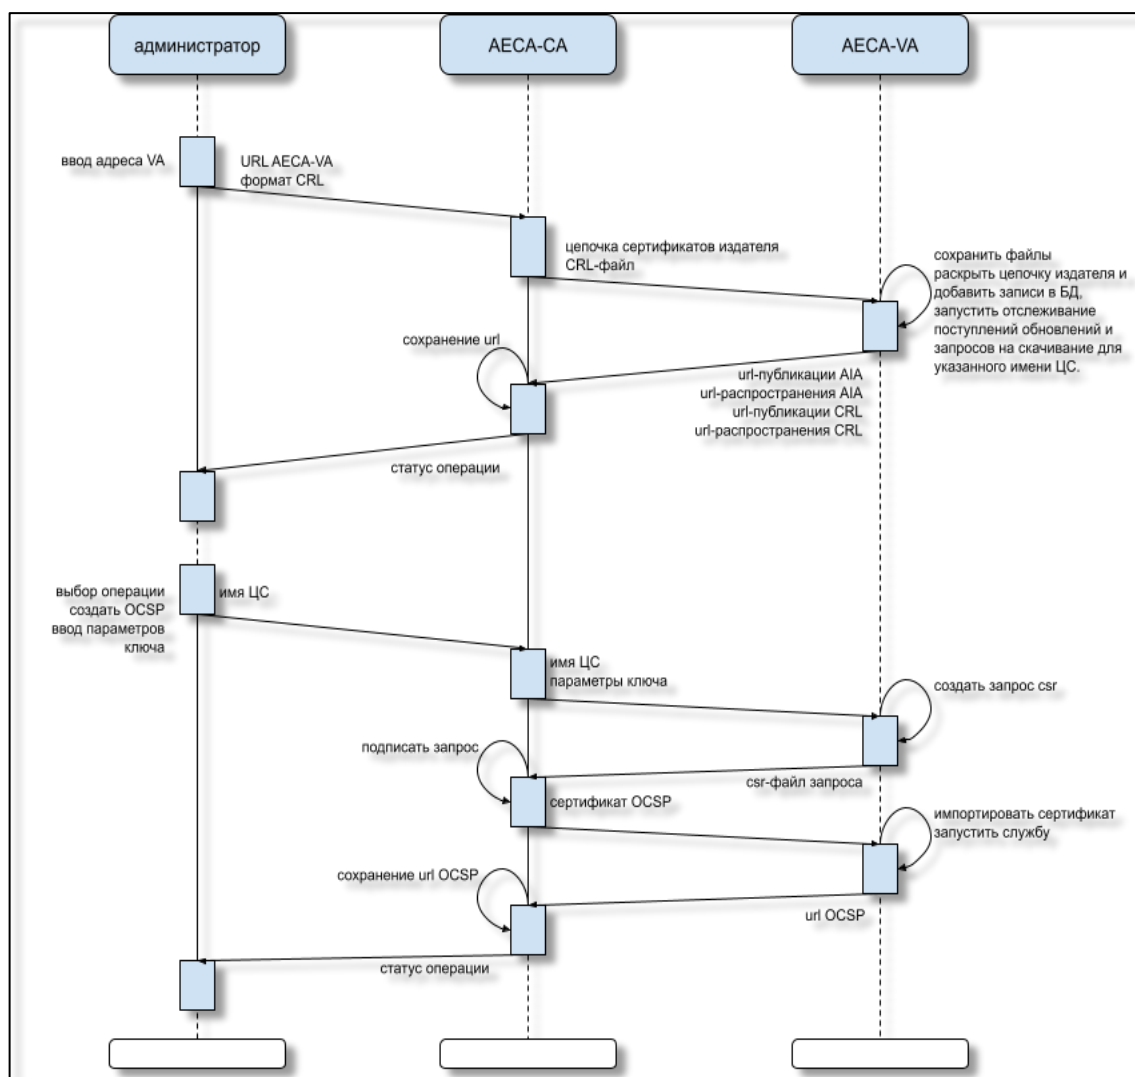 администратор
AECA-CA
AECA-VA
ввод адреса VA
URL AECA-VA
формат CRL
цепочка сертификатов издателя
CRL-файл
сохранить файлы
раскрыть цепочку издателя и
добавить записи в БД,
запустить отслеживание
поступлений обновлений и
запросов на скачивание для
указанного имени ЦС.
сохранение url
url-публикации AIA
url-распространения AIA
url-публикации CRL
url-распространения CRL
статус операции
выбор операции
создать OCSP
ввод параметров
ключа
имя ЦС
имя ЦС
параметры ключа
создать запрос csr
подписать запрос
csr-файл запроса
сертификат OCSP
импортировать сертификат
запустить службу
сохранение url OCSP
url OCSP
статус операции